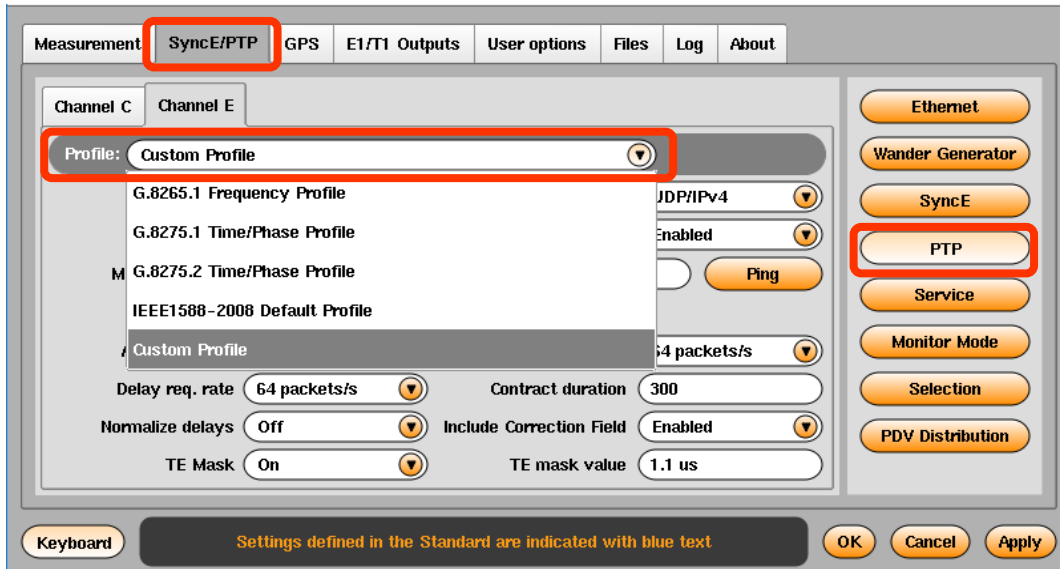 Measurement SyncE/PTP GPS E1/T1 Outputs User options Files Log About
Channel C Channel E
Profile: Custom Profile
G.8265.1 Frequency Profile
G.8275.1 Time/Phase Profile
G.8275.2 Time/Phase Profile
IEEE1588-2008 Default Profile
Custom Profile
JDP/IPv4
Enabled
M
Ping
64 packets/s
Delay req. rate 64 packets/s Contract duration 300
Normalize delays Off Include Correction Field Enabled
TE Mask On TE mask value 1.1 us
Ethernet
Wander Generator
SyncE
PTP
Service
Monitor Mode
Selection
PDV Distribution
Keyboard Settings defined in the Standard are indicated with blue text OK Cancel Apply